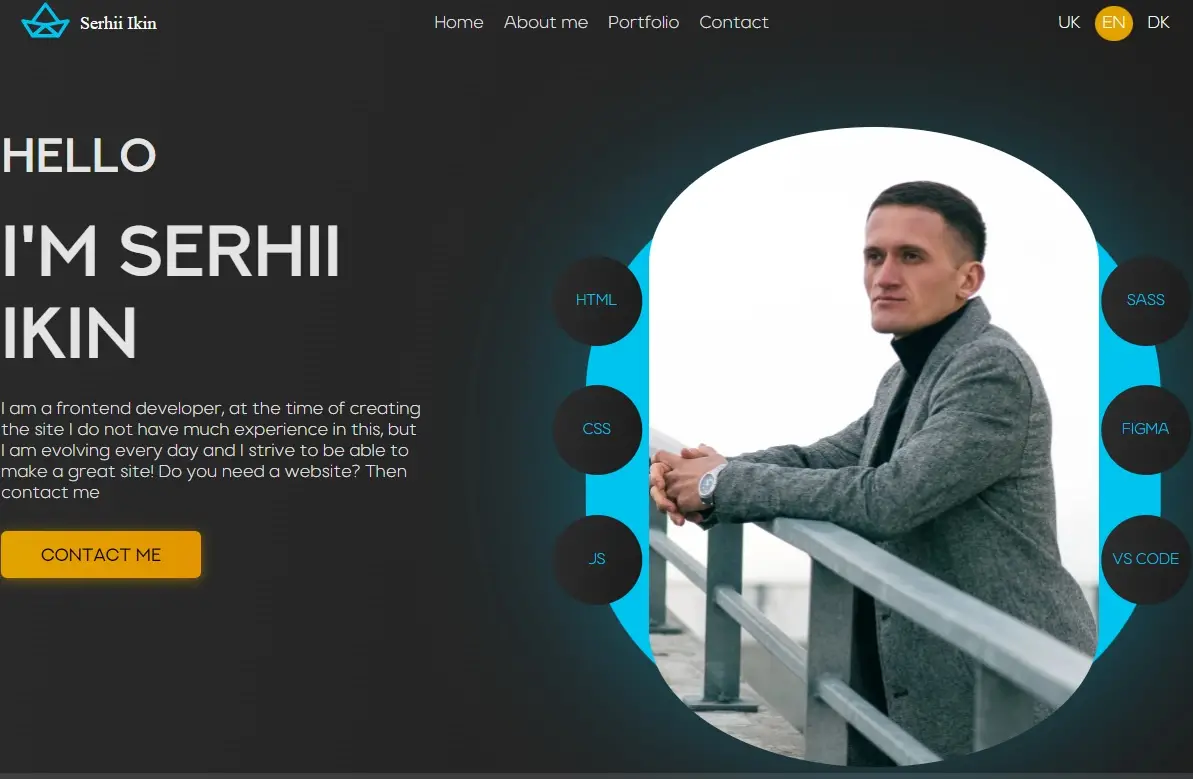 Serhii Ikin
Home About me Portfolio Contact
UK EN DK
HELLO
I'M SERHII
IKIN
I am a frontend developer, at the time of creating
the site I do not have much experience in this, but
I am evolving every day and I strive to be able to
make a great site! Do you need a website? Then
contact me
CONTACT ME
HTML
CSS
JS
SASS
FIGMA
VS CODE